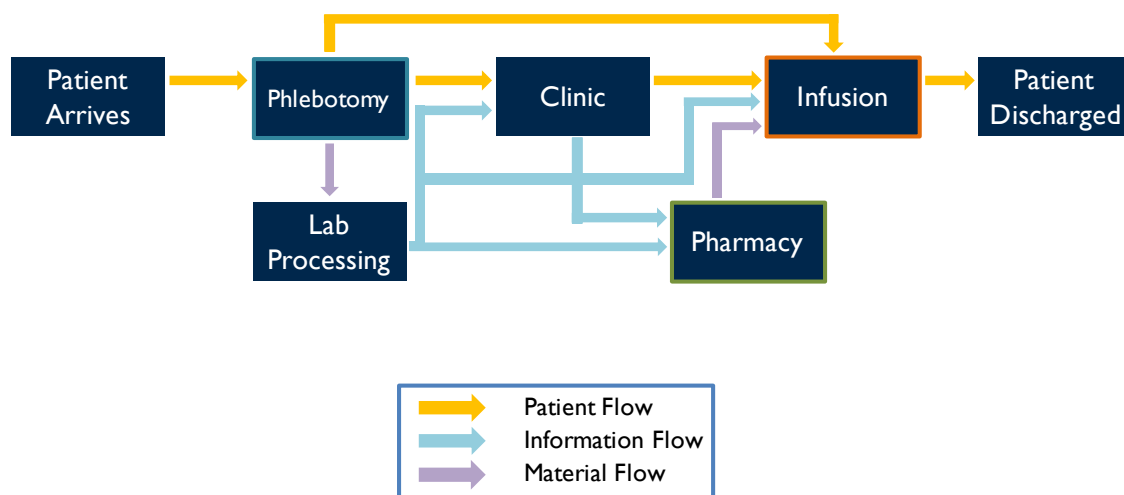 Patient
Arrives
Phlebotomy
Clinic
Infusion
Patient
Discharged
Lab
Processing
Pharmacy
Patient Flow
Information Flow
Material Flow